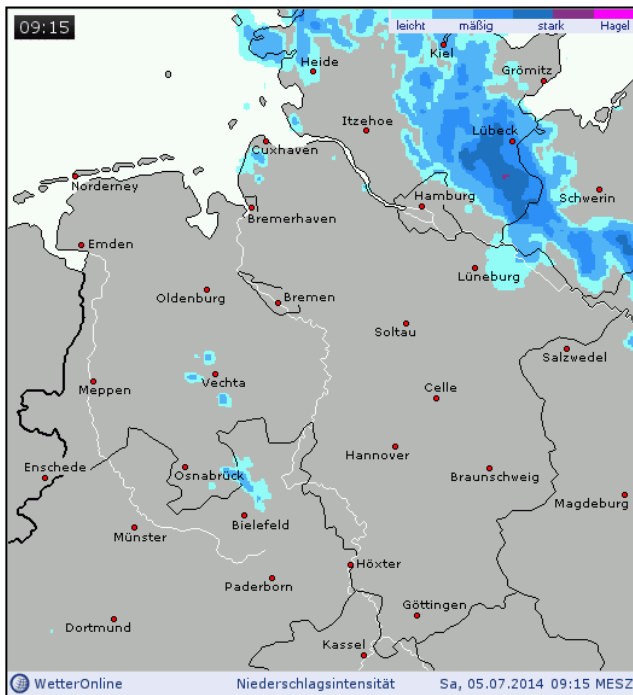 09:15
leicht mäßig stark Hagel
Kiel
Heide
Grömitz
Itzehoe
Lübeck
Cuxhaven
Norderney
Schwerin
Hamburg
Bremerhaven
Emden
Lüneburg
Oldenburg
Bremen
Soltau
Salzwedel
Vechta
Meppen
Celle
Hannover
Enschede
Osnabrück
Braunschweig
Magdeburg
Bielefeld
Münster
Höxter
Paderborn
Göttingen
Dortmund
Kassel
WetterOnline Niederschlagsintensität Sa, 05.07.2014 09:15 MESZ